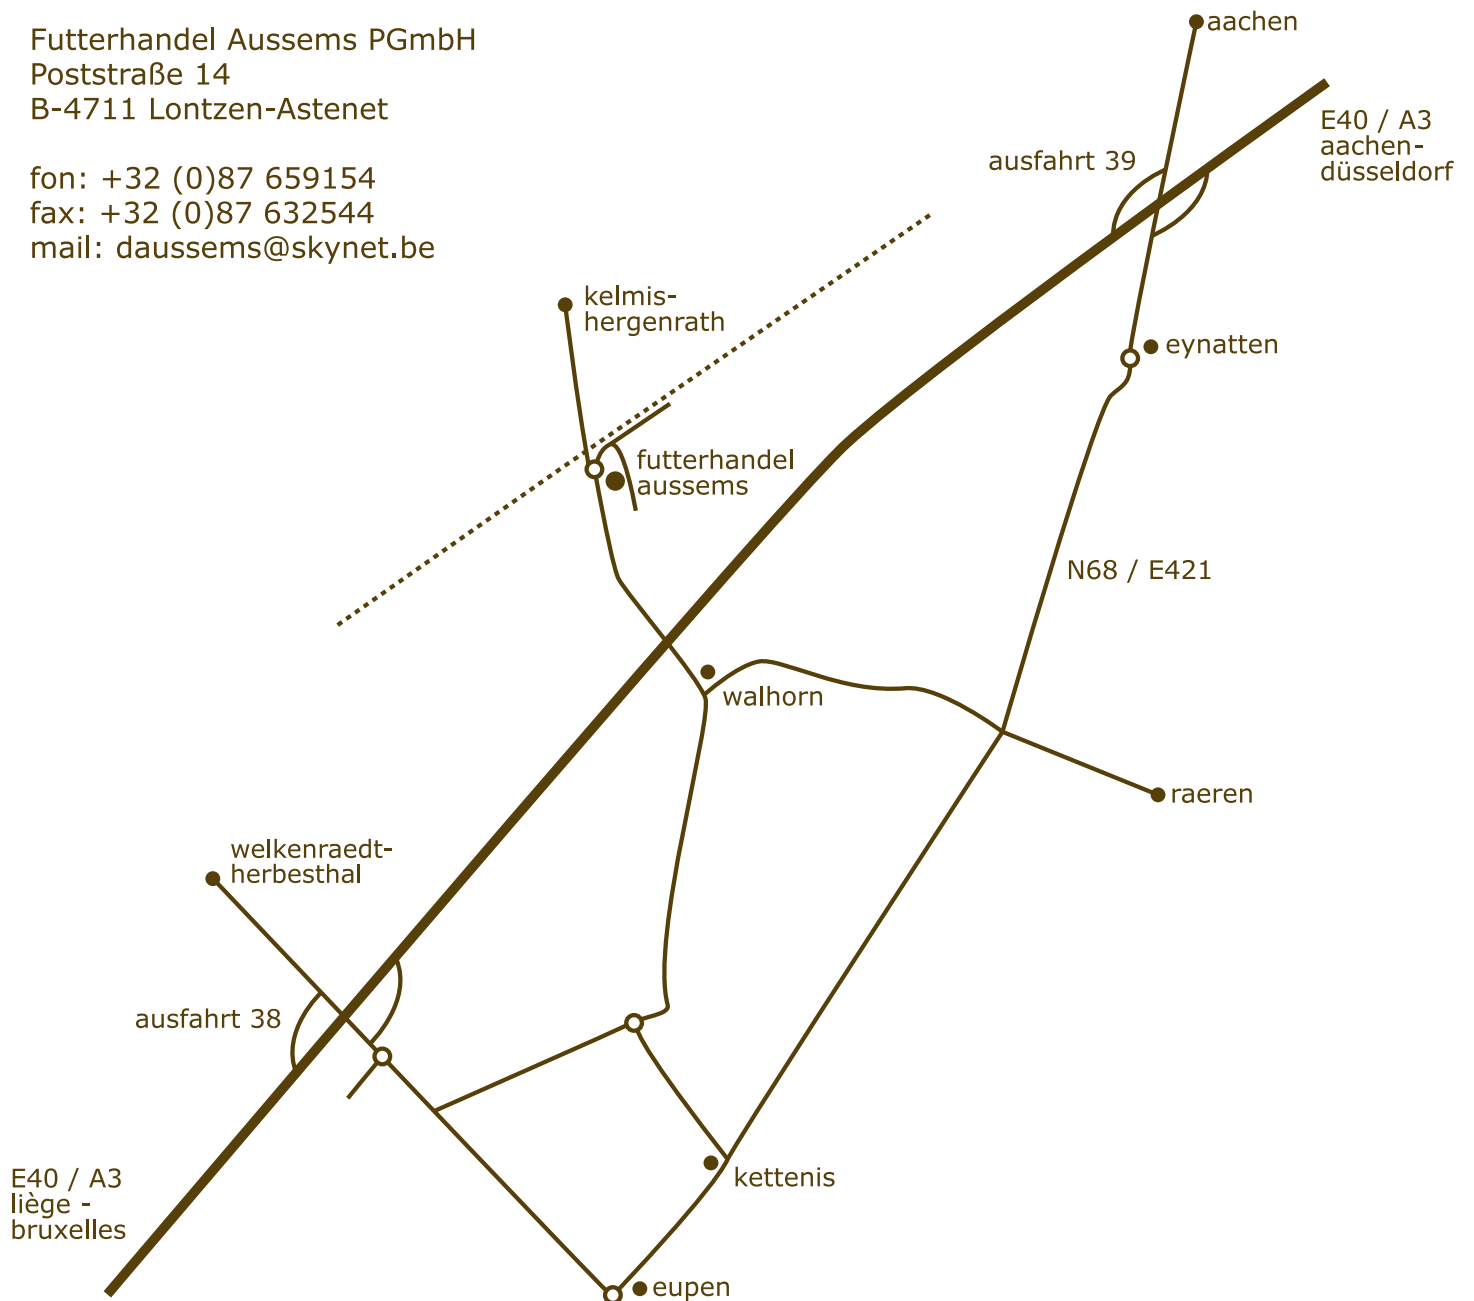 Futterhandel Aussems PGmbH
Poststraße 14
B-4711 Lontzen-Astenet
fon: +32 (0)87 659154
fax: +32 (0)87 632544
mail: daussems@skynet.be
aachen
E40 / A3
aachen-
düsseldorf
ausfahrt 39
kelmis-
hergenrath
eynatten
futterhandel
aussems
N68 / E421
walhorn
raeren
welkenraedt-
herbesthal
ausfahrt 38
E40 / A3
liège -
bruxelles
kettenis
eupen